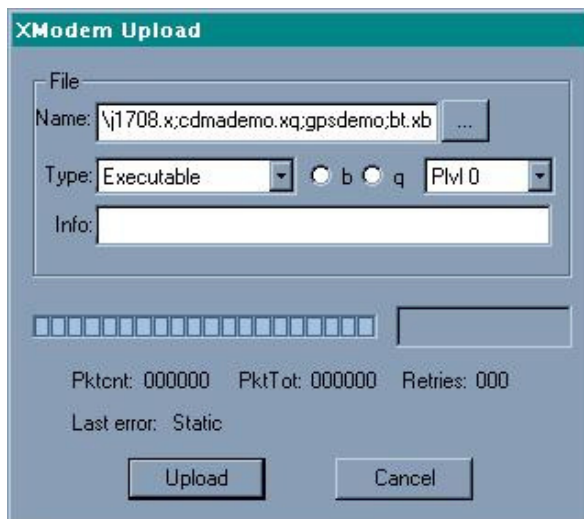 XModem Upload
File
Name: \j1708.x;cdmademo.xq;gpsdemo;bt.xb ...
Type: Executable b q Plvl 0
Info:
Pktcnt: 000000 PktTot: 000000 Retries: 000
Last error: Static
Upload Cancel